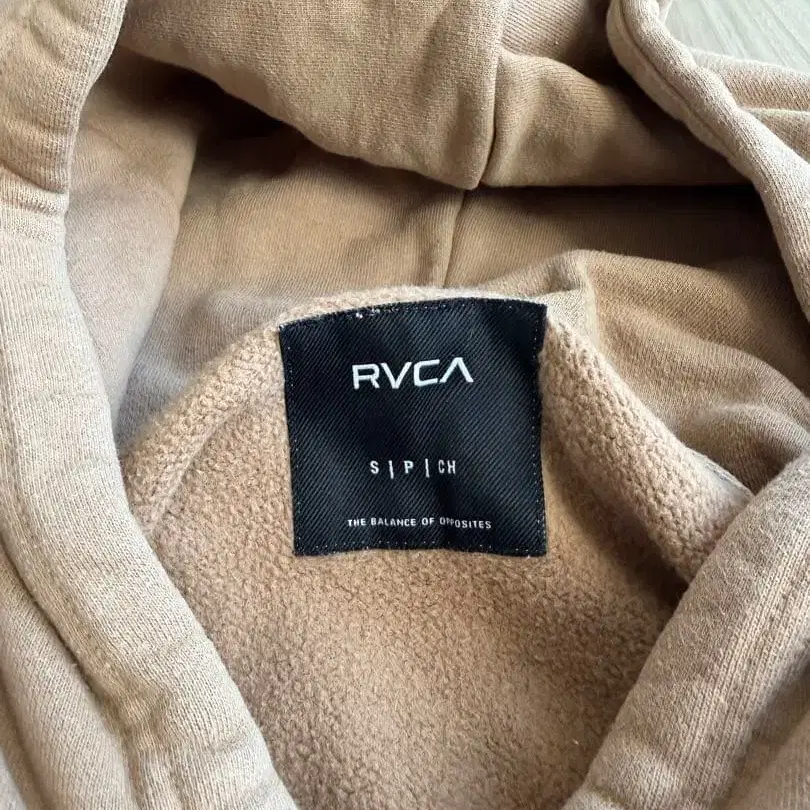 RVCA
S | P | CH
THE BALANCE OF OPPOSITES